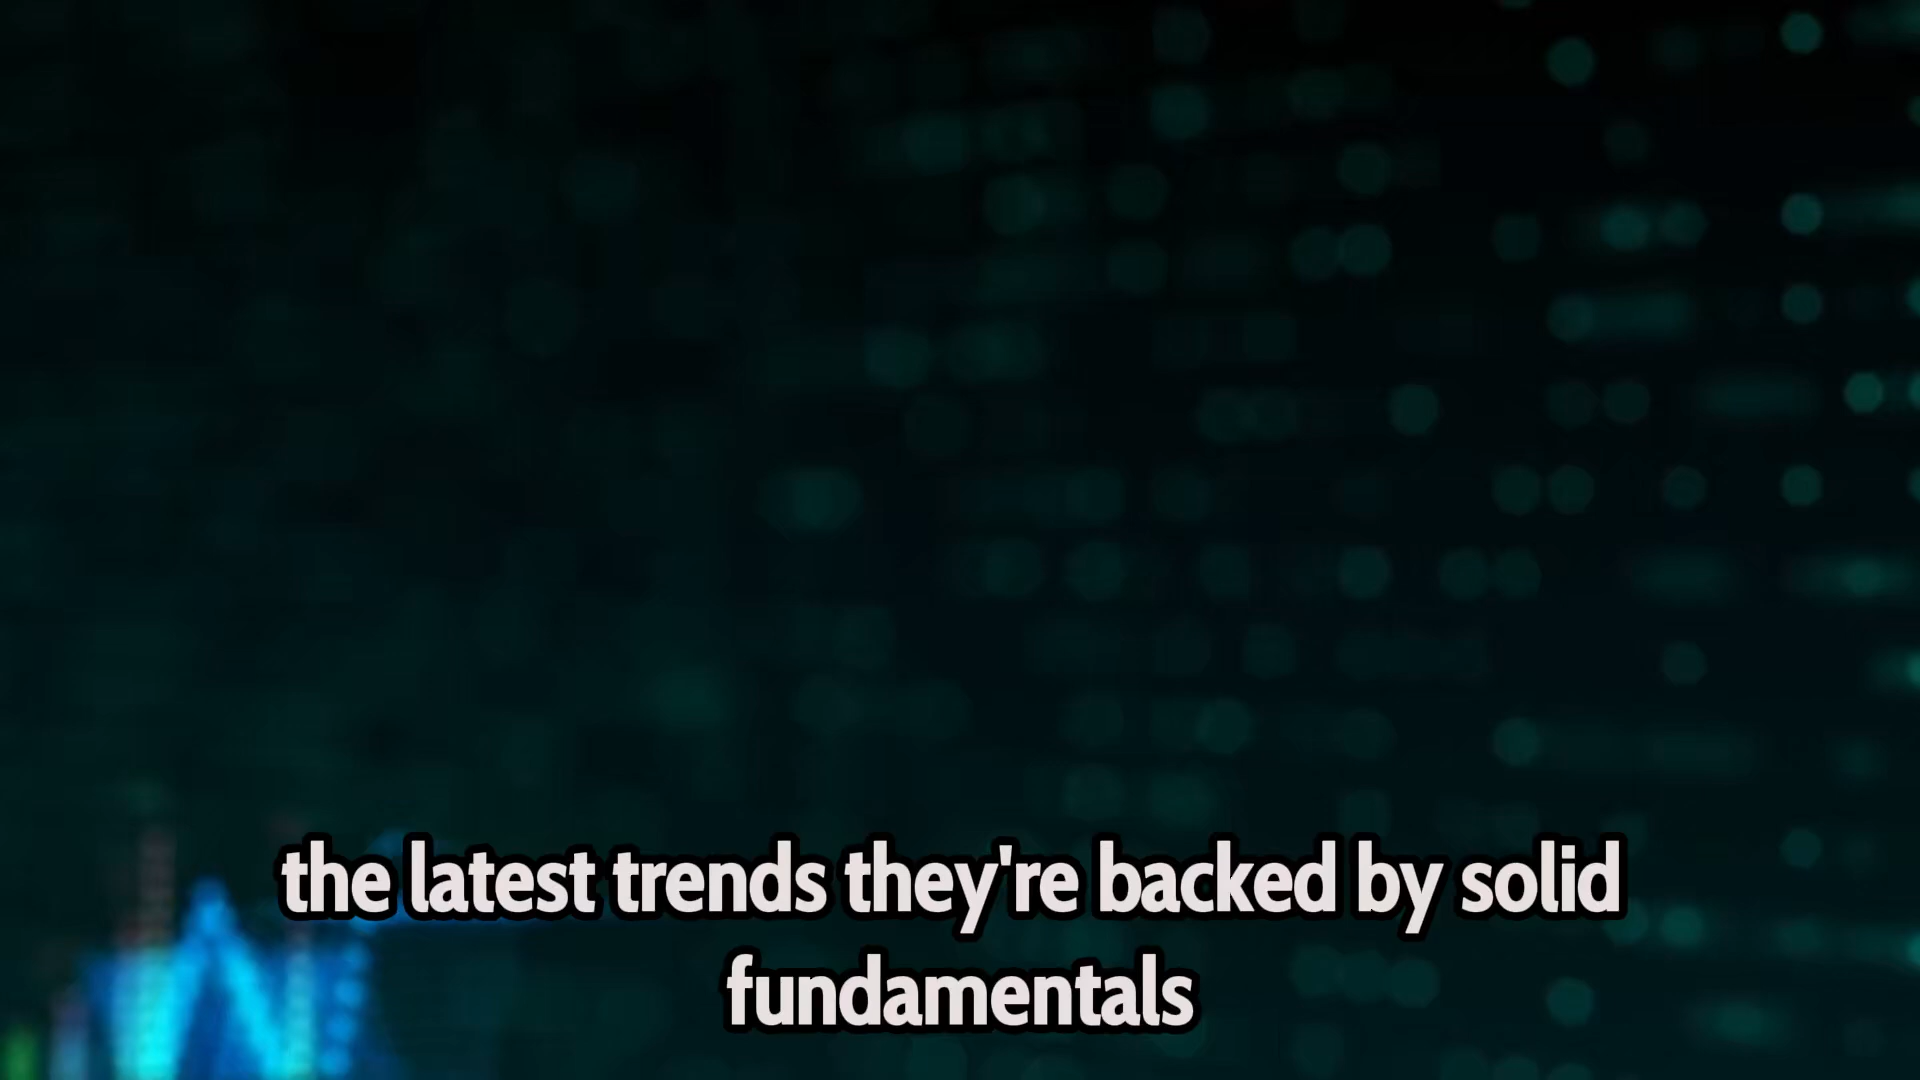 the latest trends they're backed by solid
fundamentals